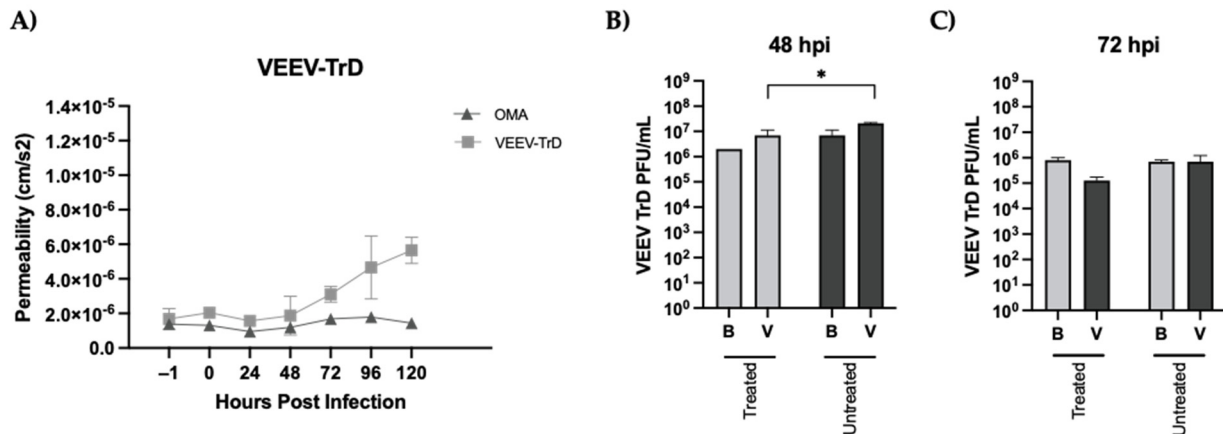 A)
VEEV-TrD
1.4×10⁻⁵
1.2×10⁻⁵
1.0×10⁻⁵
8.0×10⁻⁶
6.0×10⁻⁶
4.0×10⁻⁶
2.0×10⁻⁶
0.0
Permeability (cm/s2)
–1 0 24 48 72 96 120
Hours Post Infection
OMA
VEEV-TrD
B)
48 hpi
*
10⁹
10⁸
10⁷
10⁶
10⁵
10⁴
10³
10²
10¹
10⁰
VEEV TrD PFU/mL
B V B V
Treated
Untreated
C)
72 hpi
10⁹
10⁸
10⁷
10⁶
10⁵
10⁴
10³
10²
10¹
10⁰
VEEV TrD PFU/mL
B V B V
Treated
Untreated